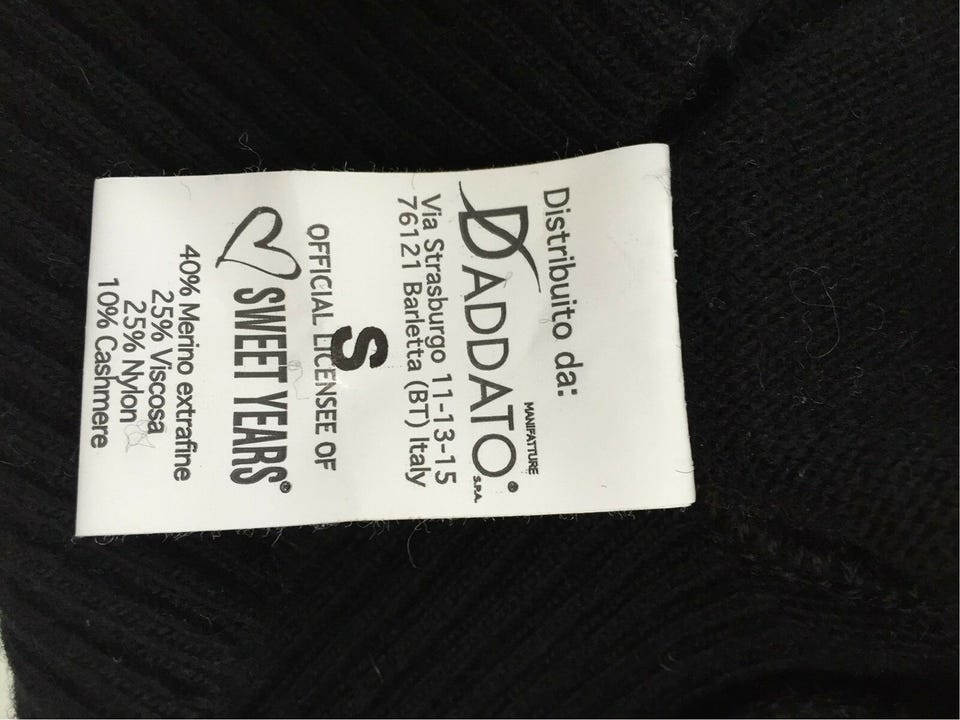 Distribuito da:
MANIFATTURE
DADDATO® S.P.A.
Via Strasburgo 11-13-15
76121 Barletta (BT) Italy
S
OFFICIAL LICENSEE OF
SWEET YEARS®
40% Merino extrafine
25% Viscosa
25% Nylon
10% Cashmere